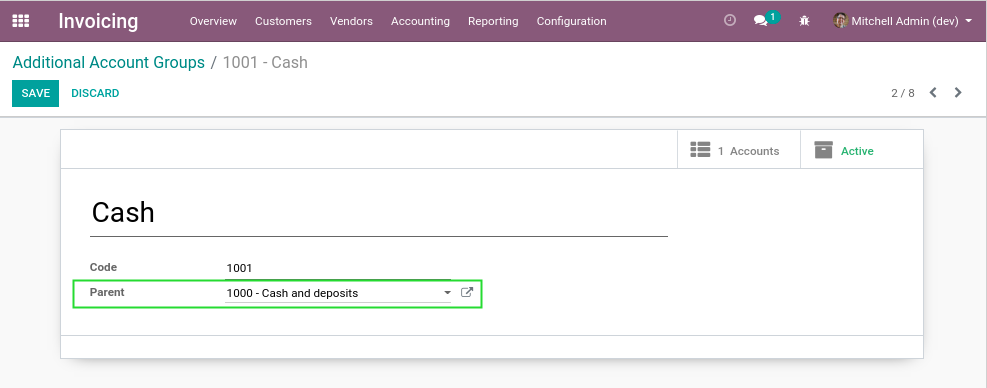 Invoicing Overview Customers Vendors Accounting Reporting Configuration 1 Mitchell Admin (dev)
Additional Account Groups / 1001 - Cash
SAVE DISCARD 2 / 8
1 Accounts Active
Cash
Code 1001
Parent 1000 - Cash and deposits